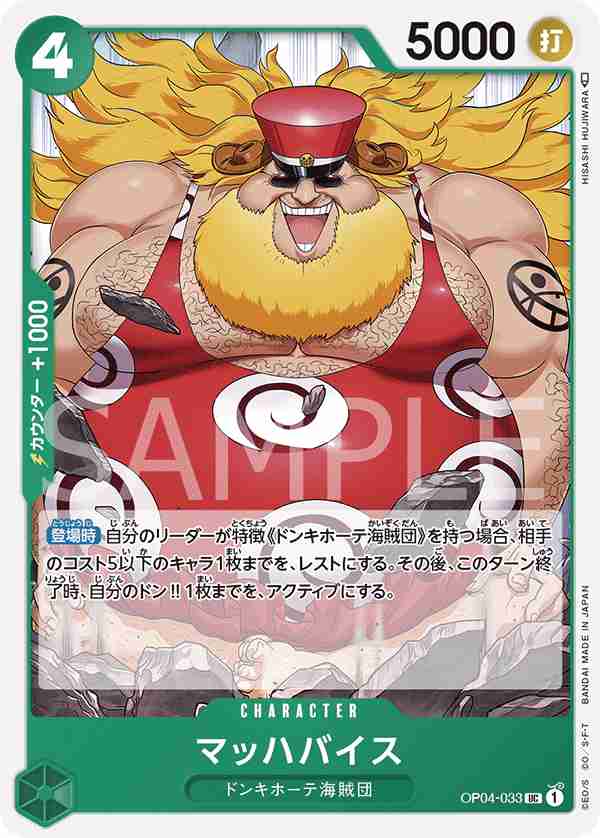 4
5000
打
HISASHI HUJIWARA
カウンター +1000
SAMPLE
登場時 自分のリーダーが特徴《ドンキホーテ海賊団》を持つ場合、相手
のコスト5以下のキャラ1枚までを、レストにする。その後、このターン終
了時、自分のドン!!1枚までを、アクティブにする。
CHARACTER
マッハバイス
ドンキホーテ海賊団
OP04-033 UC 1
©E.O/S ©O/S・F・T BANDAI MADE IN JAPAN